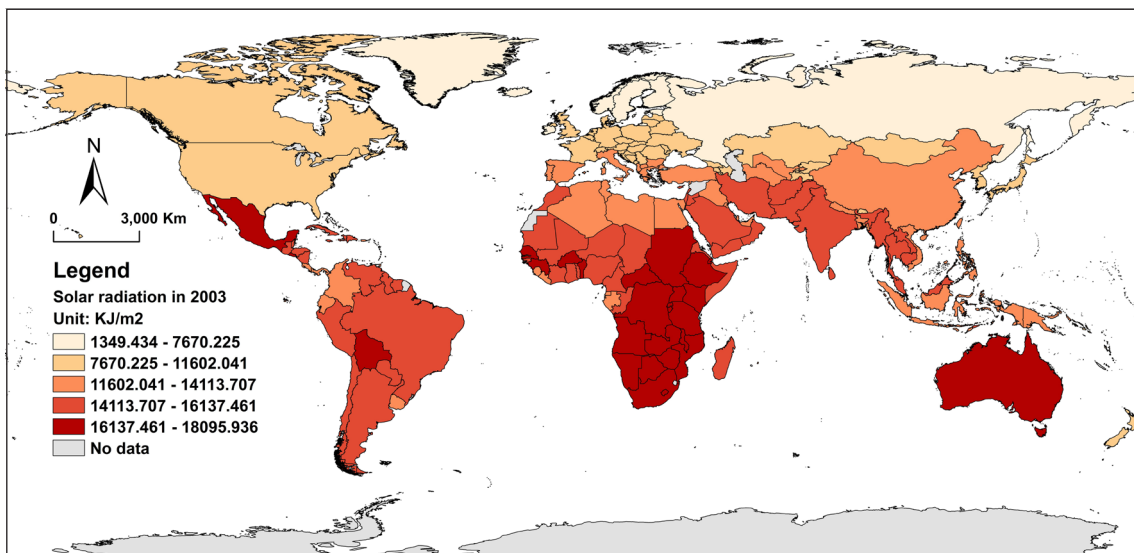 N
0 3,000 Km
Legend
Solar radiation in 2003
Unit: KJ/m2
1349.434 - 7670.225
7670.225 - 11602.041
11602.041 - 14113.707
14113.707 - 16137.461
16137.461 - 18095.936
No data